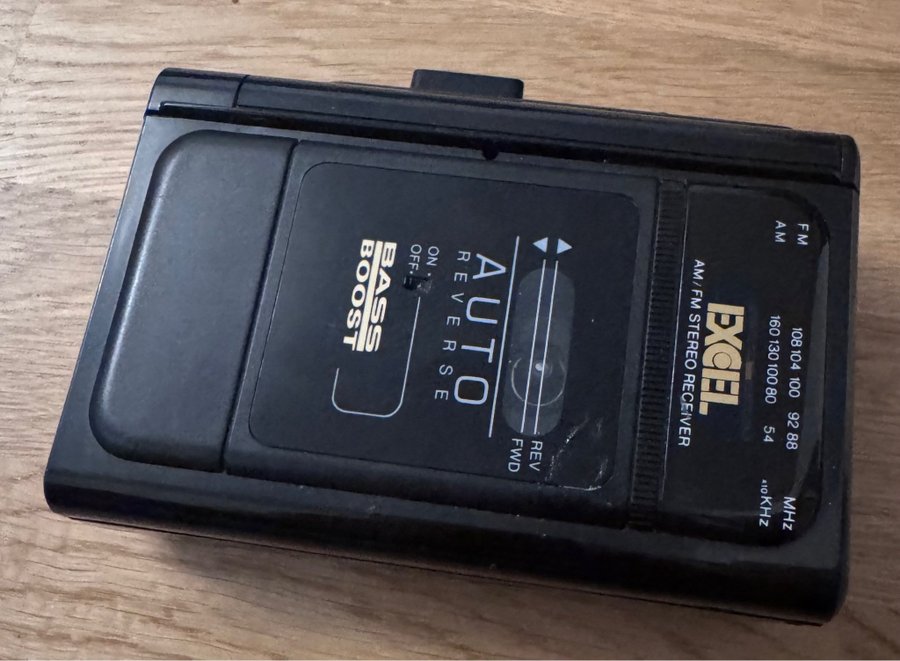 FM
AM
108 104 100 92 88 MHz
160 130 100 80 54 x10 KHz
EXCEL
AM/FM STEREO RECEIVER
REV
FWD
AUTO
REVERSE
ON
OFF
BASS
BOOST